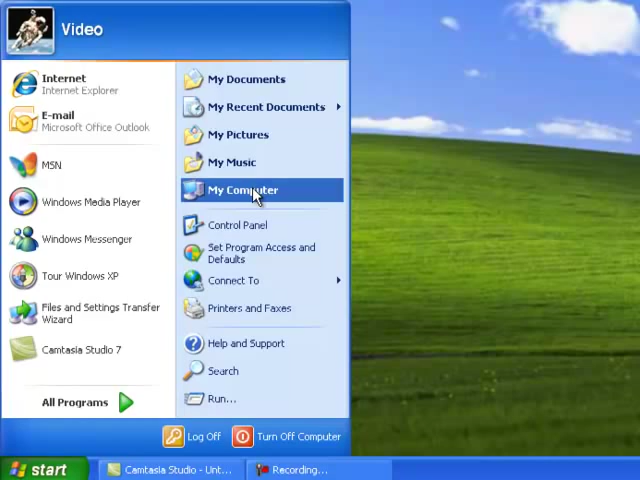 Video
Internet
Internet Explorer
E-mail
Microsoft Office Outlook
MSN
Windows Media Player
Windows Messenger
Tour Windows XP
Files and Settings Transfer
Wizard
Camtasia Studio 7
All Programs
My Documents
My Recent Documents
My Pictures
My Music
My Computer
Control Panel
Set Program Access and
Defaults
Connect To
Printers and Faxes
Help and Support
Search
Run...
Log Off
Turn Off Computer
start
Camtasia Studio - Unt...
Recording...